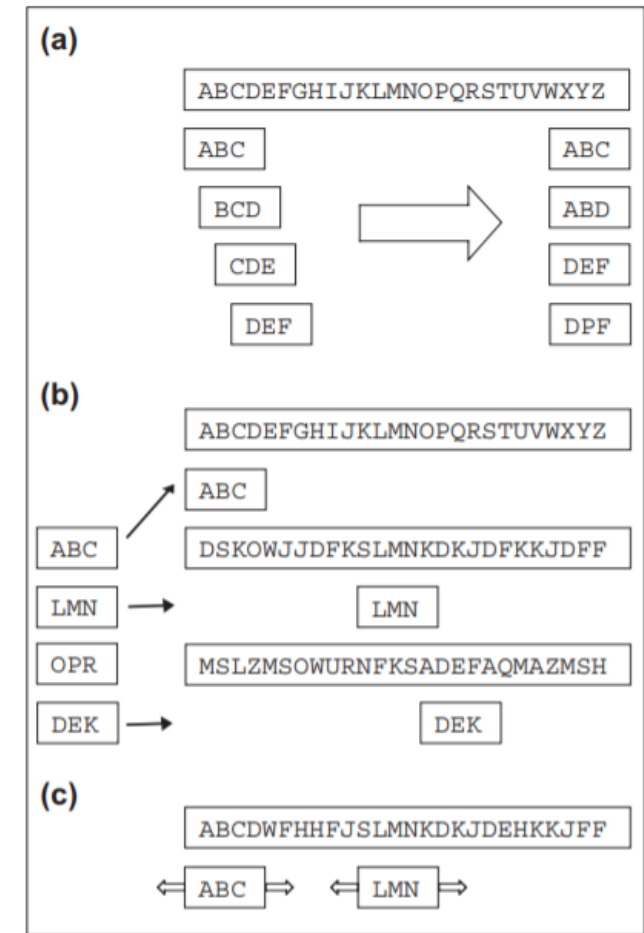 (a)
ABCDEFGHIJKLMNOPQRSTUVWXYZ
ABC ABC
BCD ABD
CDE DEF
DEF DPF
(b)
ABCDEFGHIJKLMNOPQRSTUVWXYZ
ABC
ABC DSKOWJJDFKSLMNKDKJDFKKJDFF
LMN LMN
OPR MSLZMSOWURNFKSADEFAQMAZMSH
DEK DEK
(c)
ABCDWFHHFJSLMNKDKJDEHKKJFF
ABC LMN